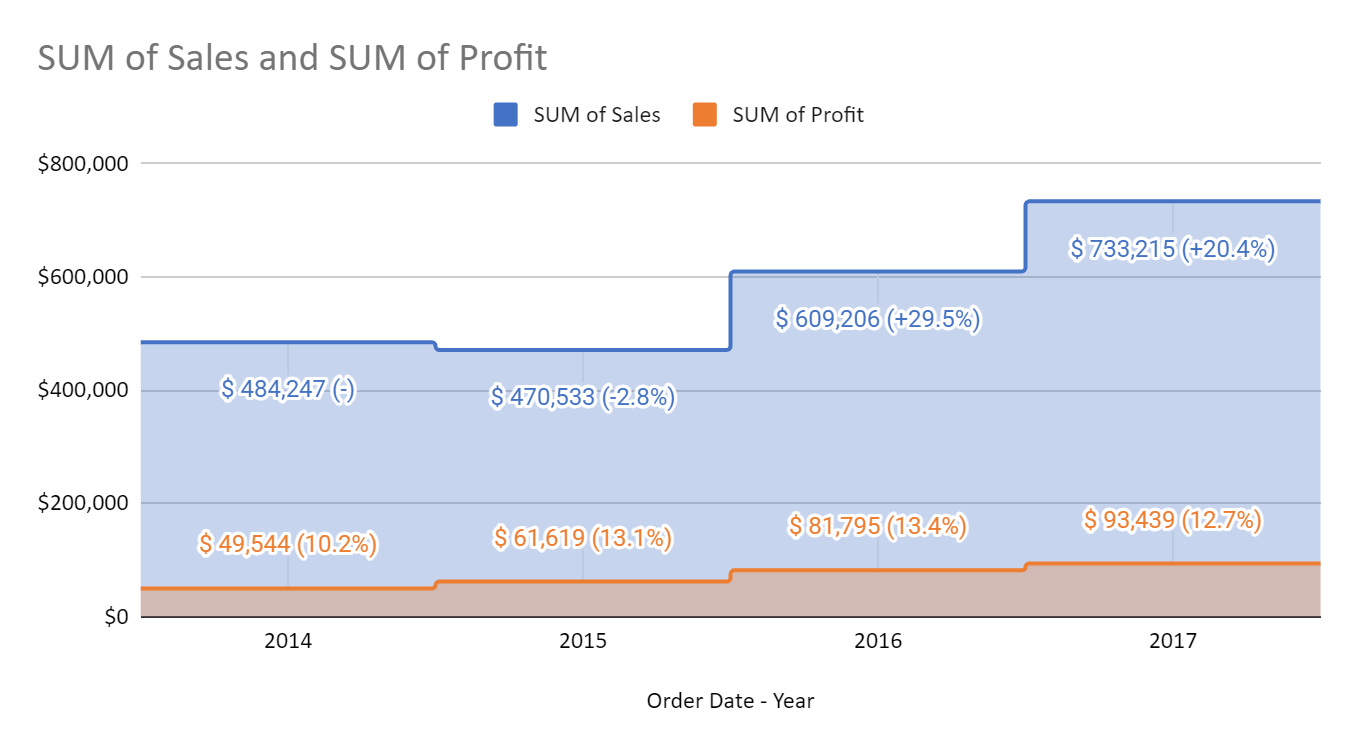 SUM of Sales and SUM of Profit
SUM of Sales
SUM of Profit
$800,000
$600,000
$400,000
$200,000
$0
$ 484,247 (-)
$ 470,533 (-2.8%)
$ 609,206 (+29.5%)
$ 733,215 (+20.4%)
$ 49,544 (10.2%)
$ 61,619 (13.1%)
$ 81,795 (13.4%)
$ 93,439 (12.7%)
2014
2015
2016
2017
Order Date - Year